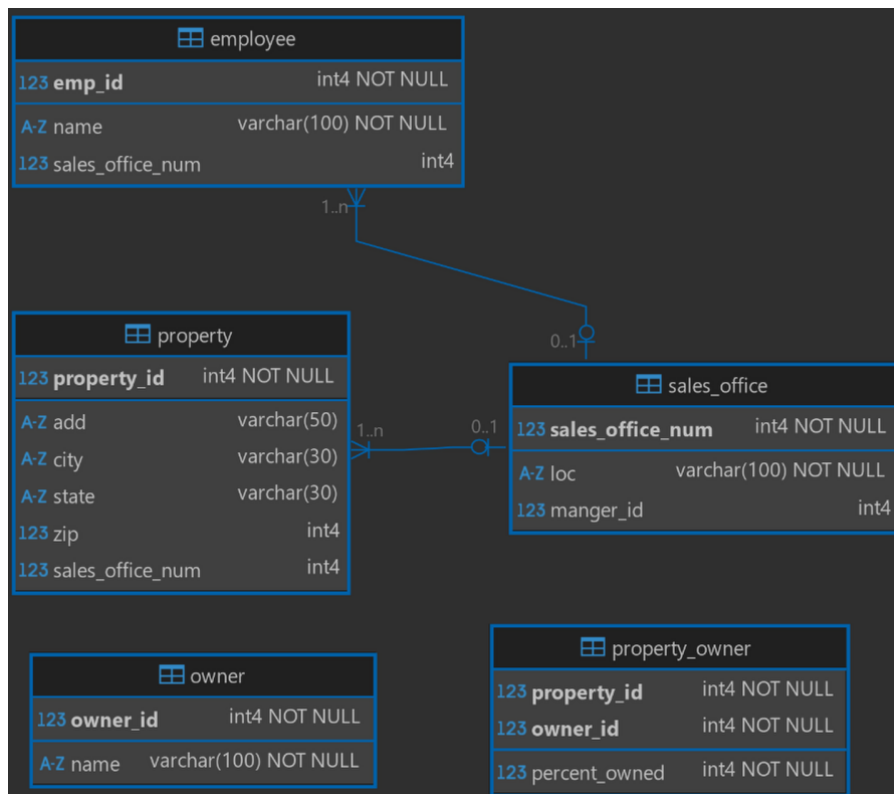 employee
123 emp_id int4 NOT NULL
A-Z name varchar(100) NOT NULL
123 sales_office_num int4
1..n
0..1
property
123 property_id int4 NOT NULL
A-Z add varchar(50)
A-Z city varchar(30)
A-Z state varchar(30)
123 zip int4
123 sales_office_num int4
1..n 0..1
sales_office
123 sales_office_num int4 NOT NULL
A-Z loc varchar(100) NOT NULL
123 manger_id int4
owner
123 owner_id int4 NOT NULL
A-Z name varchar(100) NOT NULL
property_owner
123 property_id int4 NOT NULL
123 owner_id int4 NOT NULL
123 percent_owned int4 NOT NULL